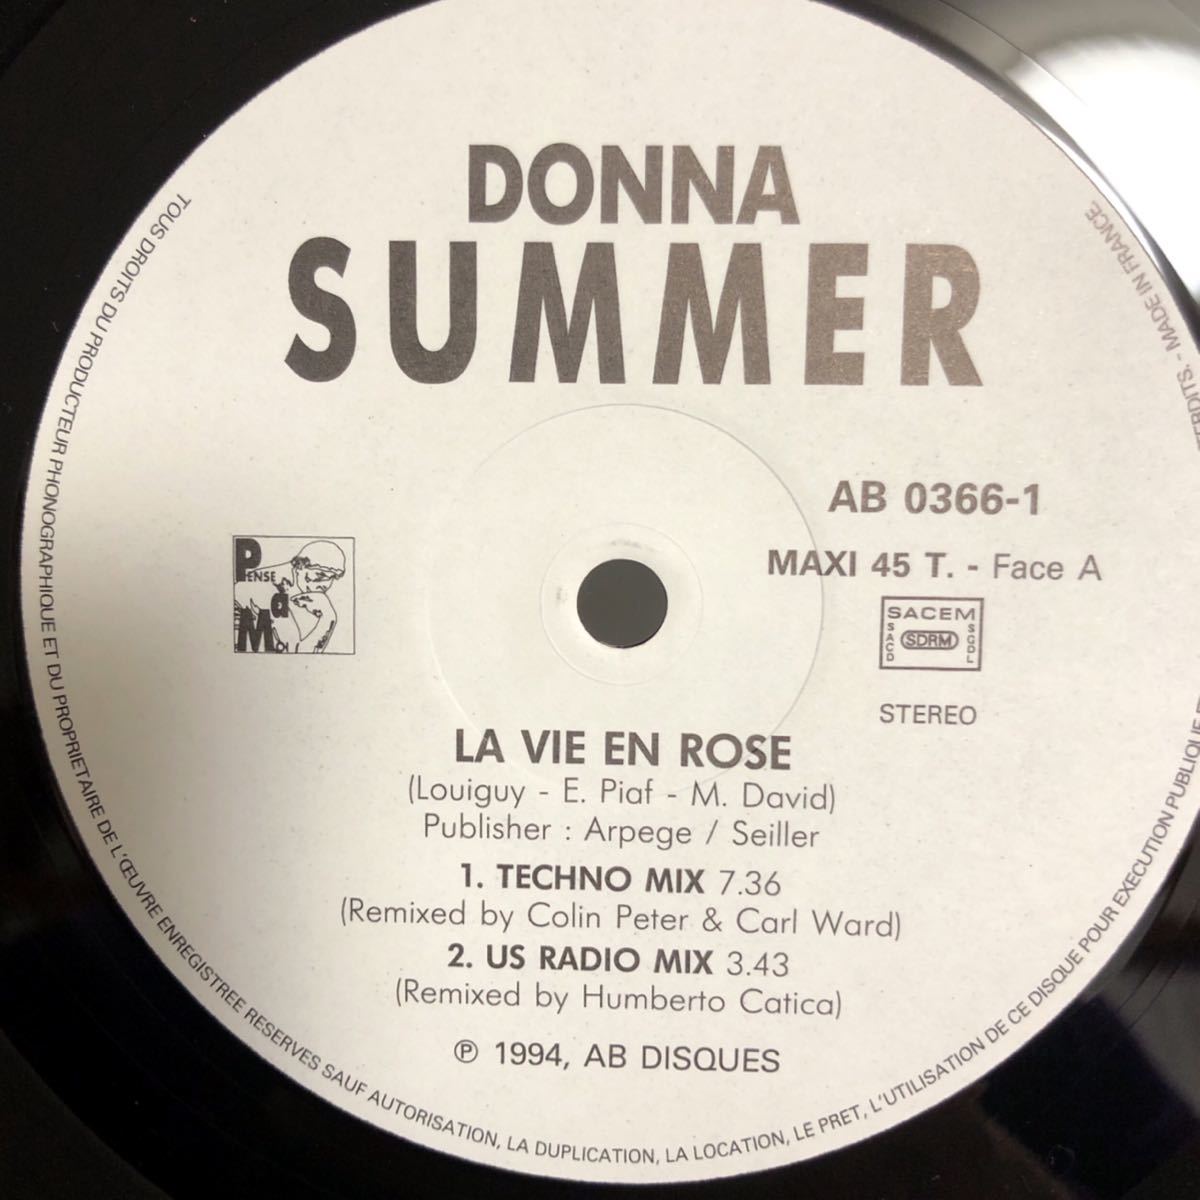 DONNA
SUMMER
AB 0366-1
MAXI 45 T. - Face A
SACEM
SACD
SDRM
SGDL
STEREO
PENSE
à
MOI
LA VIE EN ROSE
(Louiguy - E. Piaf - M. David)
Publisher : Arpege / Seiller
1. TECHNO MIX 7.36
(Remixed by Colin Peter & Carl Ward)
2. US RADIO MIX 3.43
(Remixed by Humberto Catica)
℗ 1994, AB DISQUES
TOUS DROITS DU PRODUCTEUR PHONOGRAPHIQUE ET DU PROPRIETAIRE DE L'ŒUVRE ENREGISTREE RESERVES SAUF AUTORISATION, LA DUPLICATION, LA LOCATION, LE PRET, L'UTILISATION DE CE DISQUE POUR EXECUTION PUBLIQUE - MADE IN FRANCE